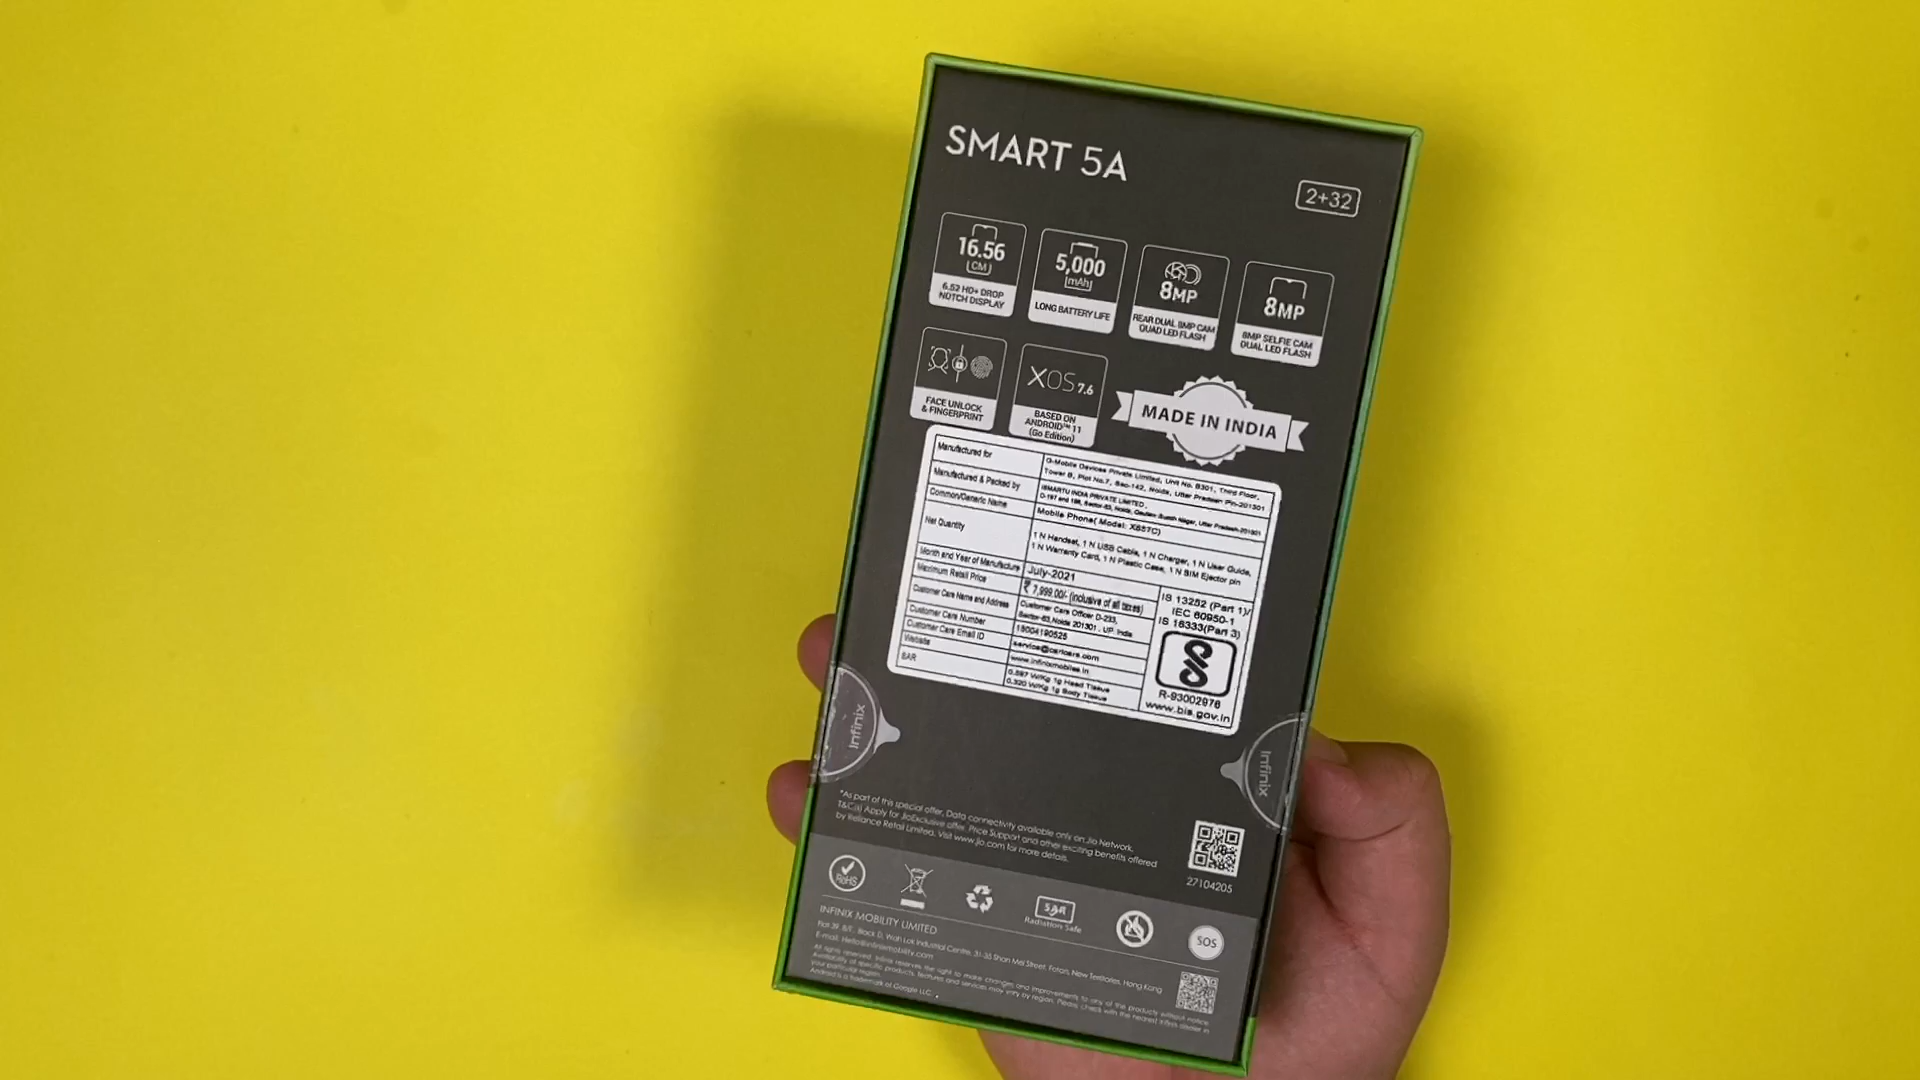 SMART 5A
2+32
16.56
CM
6.52 HD+ DROP
NOTCH DISPLAY
5,000
mAh
LONG BATTERY LIFE
8MP
REAR DUAL 8MP CAM
QUAD LED FLASH
8MP
8MP SELFIE CAM
DUAL LED FLASH
FACE UNLOCK
& FINGERPRINT
XOS 7.6
BASED ON
ANDROID™ 11
(Go Edition)
MADE IN INDIA
Manufactured for
G-Mobile Devices Private Limited, Unit No. B301, Third Floor,
Tower B, Plot No.7, Sec-142, Noida, Utter Pradesh Pin-201301
Manufactured & Packed by
ISMARTU INDIA PRIVATE LIMITED,
D-197 and 198, Sector-63, Noida, Gautam Budh Nagar, Utter Pradesh-201301
Common/Generic Name
Mobile Phone( Model: X657C)
Net Quantity
1 N Handset, 1 N USB Cable, 1 N Charger, 1 N User Guide,
1 N Warranty Card, 1 N Plastic Case, 1 N SIM Ejector pin
Month and Year of Manufacture
July-2021
Maximum Retail Price
₹ 7,999.00/- (inclusive of all taxes)
Customer Care Name and Address
Customer Care Officer D-233,
Sector-63,Noida 201301 , UP. India
Customer Care Number
18004190525
Customer Care Email ID
service@carlcare.com
Website
www.infinixmobiles.in
SAR
0.597 W/Kg 1g Head Tissue
0.320 W/Kg 1g Body Tissue
IS 13252 (Part 1)/
IEC 60950-1
IS 16333(Part 3)
R-93002976
www.bis.gov.in
Infinix
Infinix
*As part of this special offer, Data connectivity available only on Jio Network.
T&C(s) Apply for JioExclusive offer. Price Support and other exciting benefits offered
by Reliance Retail Limited. Visit www.jio.com for more details.
27104205
RoHS
SAR
Radiation Safe
SOS
INFINIX MOBILITY LIMITED
Flat 39 8/F, Block D, Wah Lok Industrial Centre, 31-35 Shan Mei Street, Fotan, New Territories, Hong Kong
E-mail: Hello@infinixmobility.com
All rights reserved. Infinix reserves the right to make changes and improvements to any of the products without notice.
Availability of specific products, features and services may vary by region. Please check with the nearest Infinix dealer in
your particular region.
Android is a trademark of Google LLC.